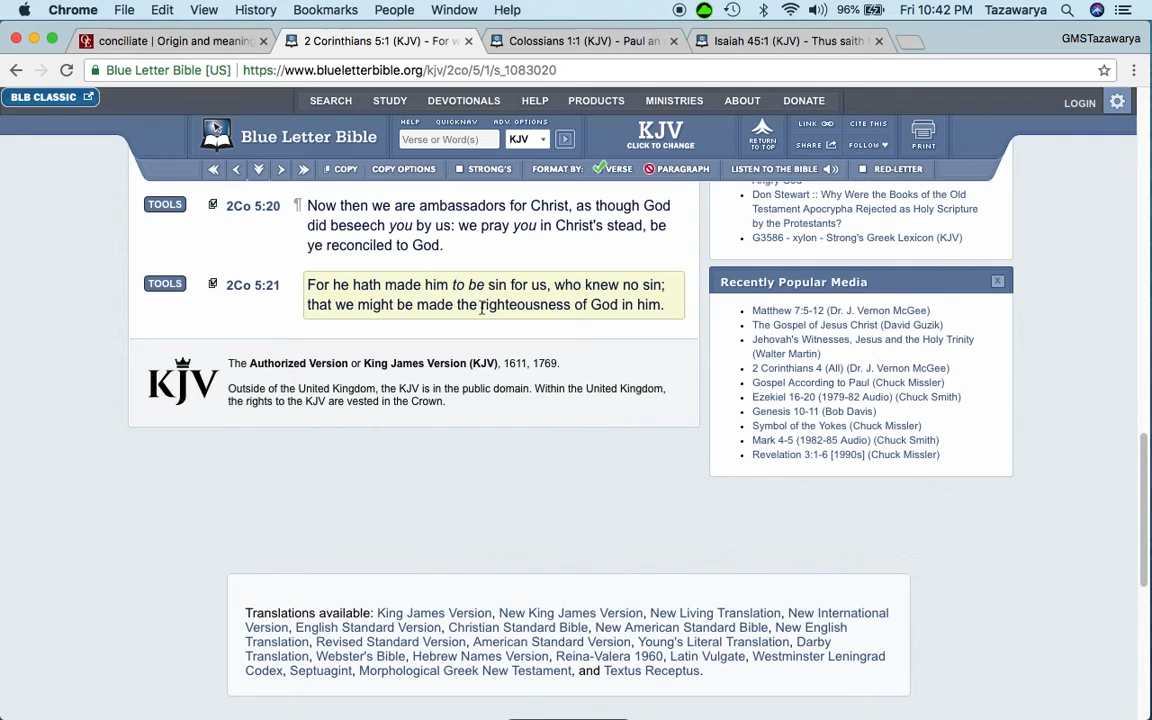 Chrome File Edit View History Bookmarks People Window Help 96% Fri 10:42 PM Tazawarya
conciliate | Origin and meaning
2 Corinthians 5:1 (KJV) - For w
Colossians 1:1 (KJV) - Paul an
Isaiah 45:1 (KJV) - Thus saith
GMSTazawarya
Blue Letter Bible [US] https://www.blueletterbible.org/kjv/2co/5/1/s_1083020
BLB CLASSIC
SEARCH STUDY DEVOTIONALS HELP PRODUCTS MINISTRIES ABOUT DONATE LOGIN
HELP QUICKNAV ADV. OPTIONS
Blue Letter Bible
Verse or Word(s) KJV
KJV
CLICK TO CHANGE
RETURN
TO TOP
LINK CITE THIS
SHARE FOLLOW
PRINT
COPY COPY OPTIONS STRONG'S FORMAT BY: VERSE PARAGRAPH LISTEN TO THE BIBLE RED-LETTER
TOOLS 2Co 5:20 ¶ Now then we are ambassadors for Christ, as though God
did beseech you by us: we pray you in Christ's stead, be
ye reconciled to God.
TOOLS 2Co 5:21 For he hath made him to be sin for us, who knew no sin;
that we might be made the righteousness of God in him.
KJV
The Authorized Version or King James Version (KJV), 1611, 1769.
Outside of the United Kingdom, the KJV is in the public domain. Within the United Kingdom,
the rights to the KJV are vested in the Crown.
Angry God
Don Stewart :: Why Were the Books of the Old
Testament Apocrypha Rejected as Holy Scripture by
the Protestants?
G3586 - xylon - Strong's Greek Lexicon (KJV)
Recently Popular Media
Matthew 7:5-12 (Dr. J. Vernon McGee)
The Gospel of Jesus Christ (David Guzik)
Jehovah's Witnesses, Jesus and the Holy Trinity
(Walter Martin)
2 Corinthians 4 (All) (Dr. J. Vernon McGee)
Gospel According to Paul (Chuck Missler)
Ezekiel 16-20 (1979-82 Audio) (Chuck Smith)
Genesis 10-11 (Bob Davis)
Symbol of the Yokes (Chuck Missler)
Mark 4-5 (1982-85 Audio) (Chuck Smith)
Revelation 3:1-6 [1990s] (Chuck Missler)
Translations available: King James Version, New King James Version, New Living Translation, New International
Version, English Standard Version, Christian Standard Bible, New American Standard Bible, New English
Translation, Revised Standard Version, American Standard Version, Young's Literal Translation, Darby
Translation, Webster's Bible, Hebrew Names Version, Reina-Valera 1960, Latin Vulgate, Westminster Leningrad
Codex, Septuagint, Morphological Greek New Testament, and Textus Receptus.